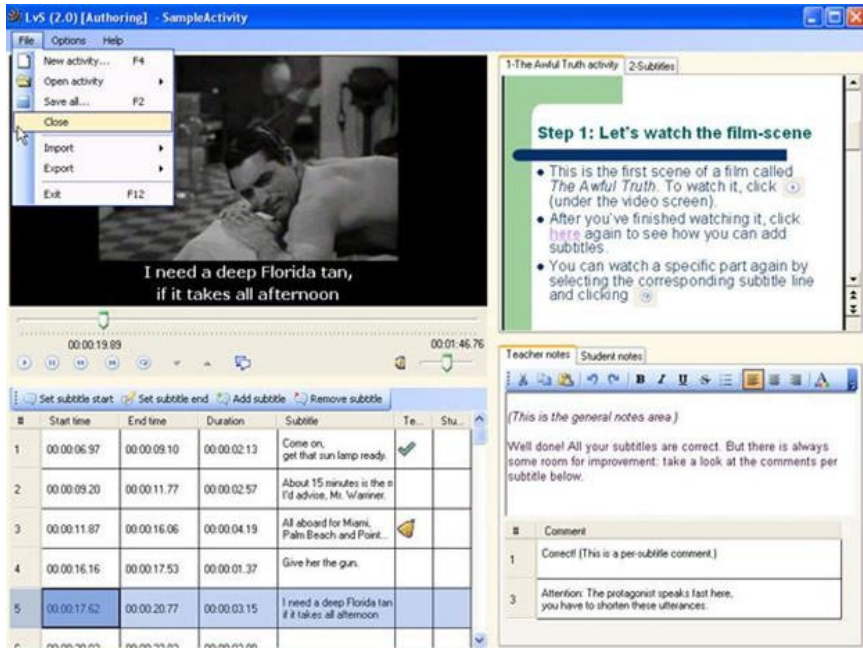 LvS (2.0) [Authoring] - SampleActivity
File Options Help
New activity... F4
Open activity
Save all... F2
Close
Import
Export
Exit F12
I need a deep Florida tan,
if it takes all afternoon
00:00:19.89 00:01:46.76
Set subtitle start Set subtitle end Add subtitle Remove subtitle
# Start time End time Duration Subtitle Te... Stu...
1 00:00:06.97 00:00:09.10 00:00:02.13 Come on,
get that sun lamp ready.
2 00:00:09.20 00:00:11.77 00:00:02.57 About 15 minutes is the m
I'd advise, Mr. Warriner.
3 00:00:11.87 00:00:16.06 00:00:04.19 All aboard for Miami,
Palm Beach and Point...
4 00:00:16.16 00:00:17.53 00:00:01.37 Give her the gun.
5 00:00:17.62 00:00:20.77 00:00:03.15 I need a deep Florida tan
if it takes all afternoon
1-The Awful Truth activity 2-Subtitles
Step 1: Let's watch the film-scene
• This is the first scene of a film called
The Awful Truth. To watch it, click
(under the video screen).
• After you've finished watching it, click
here again to see how you can add
subtitles.
• You can watch a specific part again by
selecting the corresponding subtitle line
and clicking
Teacher notes Student notes
B I U S A
(This is the general notes area.)
Well done! All your subtitles are correct. But there is always
some room for improvement: take a look at the comments per
subtitle below.
# Comment
1 Correct! (This is a per-subtitle comment.)
3 Attention: The protagonist speaks fast here,
you have to shorten these utterances.